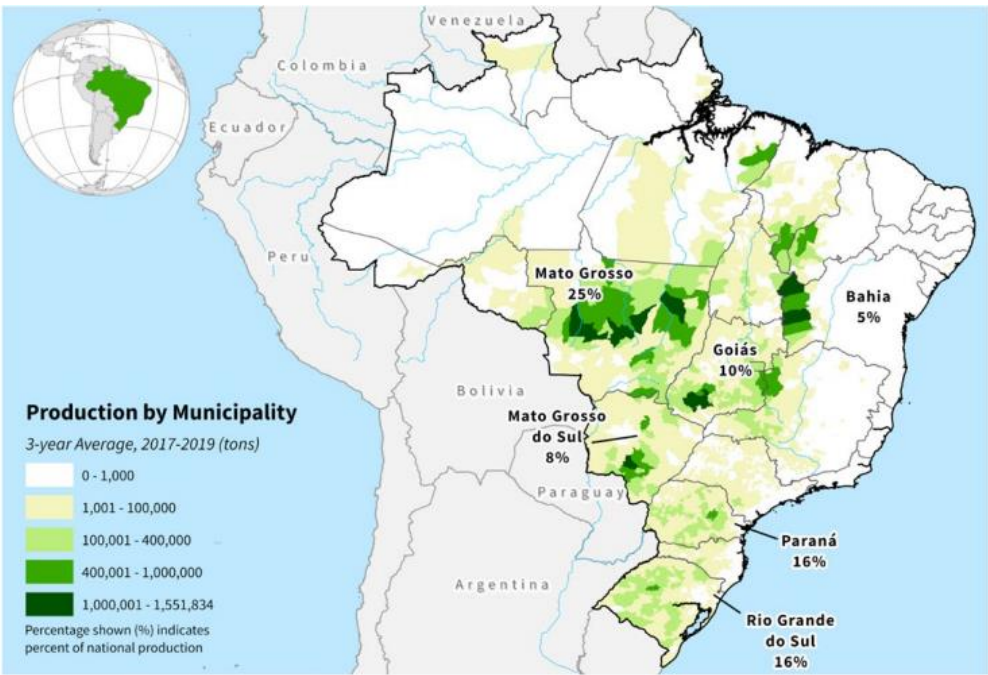 Venezuela
Colombia
Ecuador
Peru
Mato Grosso
25%
Bahia
5%
Goiás
10%
Bolivia
Mato Grosso
do Sul
8%
Paraguay
Paraná
16%
Argentina
Rio Grande
do Sul
16%
Production by Municipality
3-year Average, 2017-2019 (tons)
0 - 1,000
1,001 - 100,000
100,001 - 400,000
400,001 - 1,000,000
1,000,001 - 1,551,834
Percentage shown (%) indicates
percent of national production